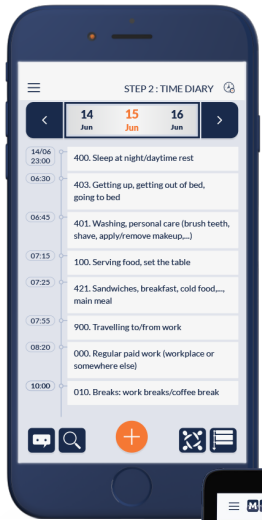 STEP 2 : TIME DIARY
14 15 16
Jun Jun Jun
14/06
23:00
400. Sleep at night/daytime rest
06:30
403. Getting up, getting out of bed,
going to bed
06:45
401. Washing, personal care (brush teeth,
shave, apply/remove makeup,...)
07:15
100. Serving food, set the table
07:25
421. Sandwiches, breakfast, cold food,...,
main meal
07:55
900. Travelling to/from work
08:20
000. Regular paid work (workplace or
somewhere else)
10:00
010. Breaks: work breaks/coffee break